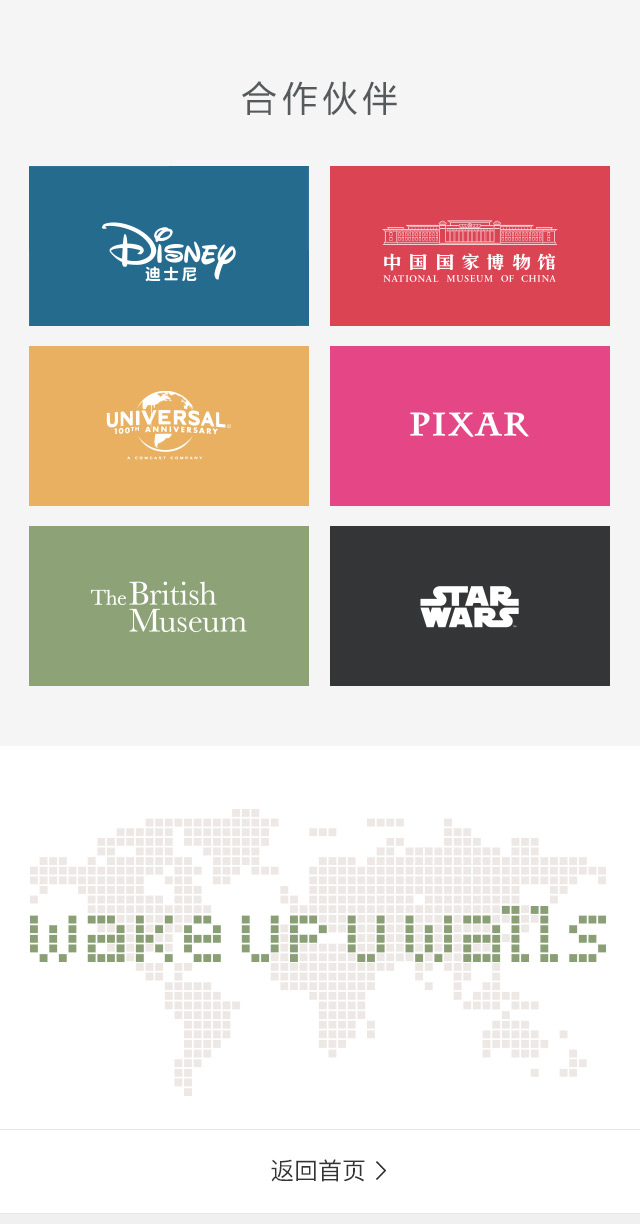 合作伙伴
Disney
迪士尼
中国国家博物馆
NATIONAL MUSEUM OF CHINA
UNIVERSAL
100TH ANNIVERSARY
A COMCAST COMPANY
PIXAR
The British
Museum
STAR
WARS
wake up walls
返回首页 >